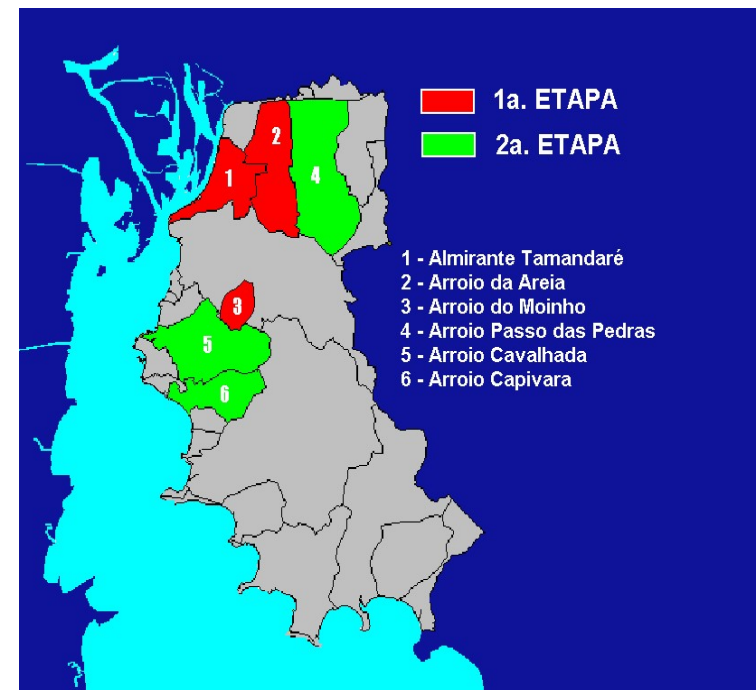 1a. ETAPA
2a. ETAPA
2
1
4
1 - Almirante Tamandaré
2 - Arroio da Areia
3 - Arroio do Moinho
4 - Arroio Passo das Pedras
5 - Arroio Cavalhada
6 - Arroio Capivara
3
5
6